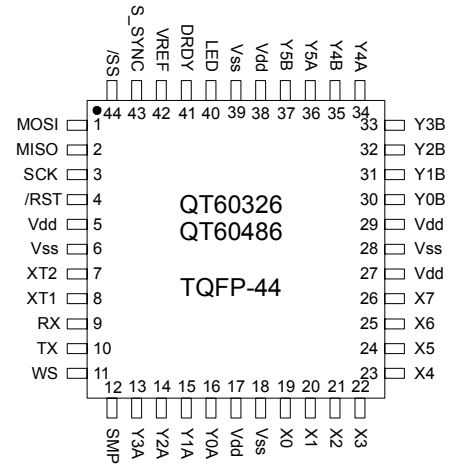 /SS S_SYNC VREF DRDY LED Vss Vdd Y5B Y5A Y4B Y4A
44 43 42 41 40 39 38 37 36 35 34
MOSI 1 33 Y3B
MISO 2 32 Y2B
SCK 3 31 Y1B
/RST 4 30 Y0B
Vdd 5 29 Vdd
Vss 6 28 Vss
XT2 7 27 Vdd
XT1 8 26 X7
RX 9 25 X6
TX 10 24 X5
WS 11 23 X4
QT60326
QT60486
TQFP-44
12 13 14 15 16 17 18 19 20 21 22
SMP Y3A Y2A Y1A Y0A Vdd Vss X0 X1 X2 X3